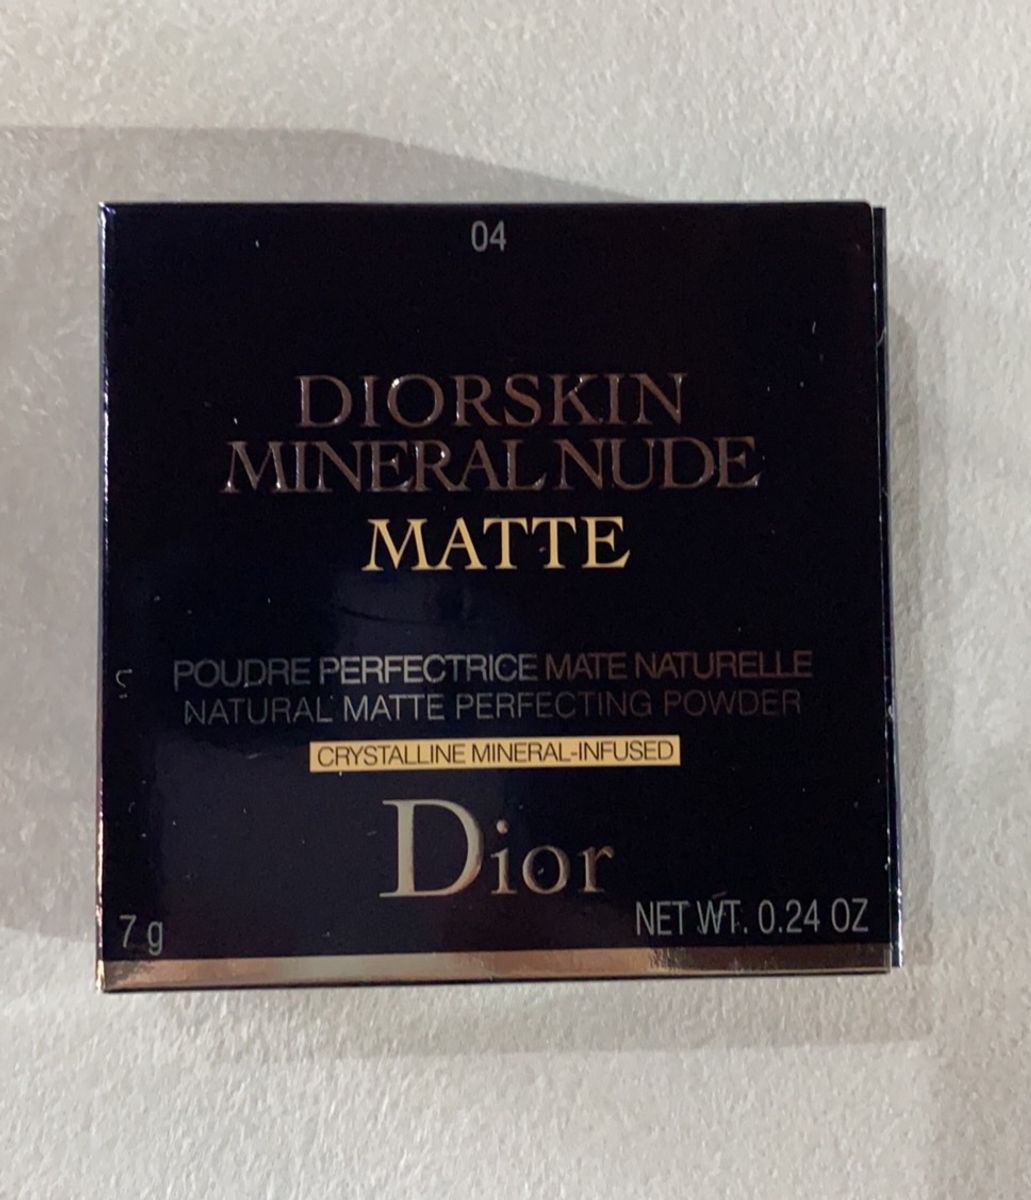 04
DIORSKIN
MINERAL NUDE
MATTE
POUDRE PERFECTRICE MATE NATURELLE
NATURAL MATTE PERFECTING POWDER
CRYSTALLINE MINERAL-INFUSED
Dior
7 g
NET WT. 0.24 OZ